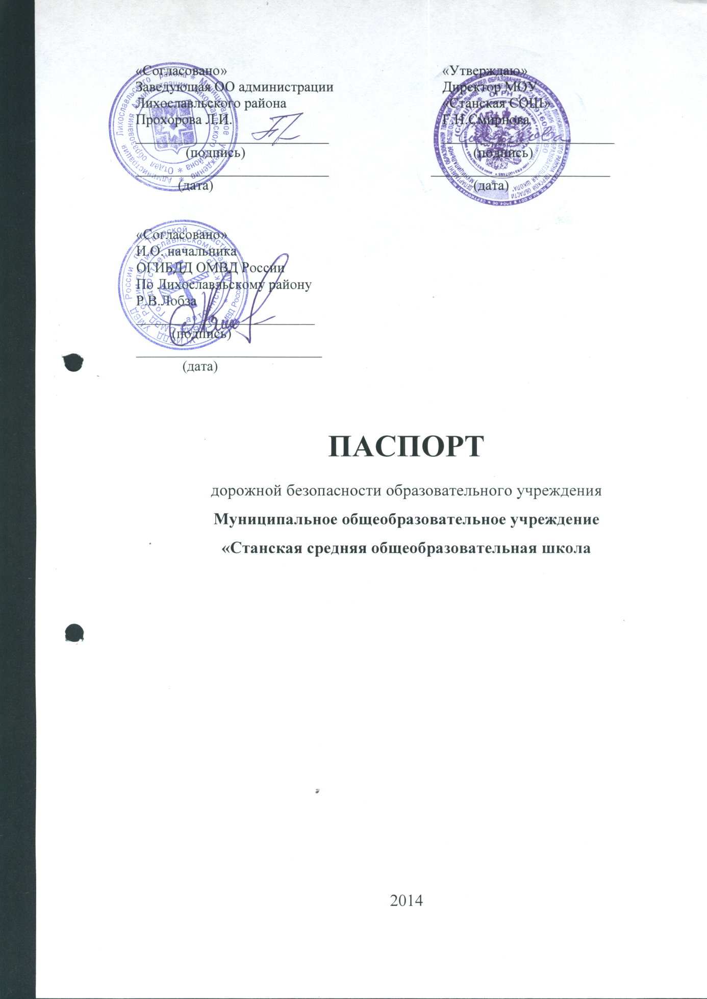 «Согласовано»
Заведующая ОО администрации
Лихославльского района
Прохорова Л.И.
(подпись)
(дата)
«Утверждаю»
Директор МОУ
«Станская СОШ»
Г.Н.Смирнова
(подпись)
(дата)
«Согласовано»
И.О. начальника
ОГИБДД ОМВД России
По Лихославльскому району
Р.В.Лобза
(подпись)
(дата)
ПАСПОРТ
дорожной безопасности образовательного учреждения
Муниципальное общеобразовательное учреждение
«Станская средняя общеобразовательная школа
2014